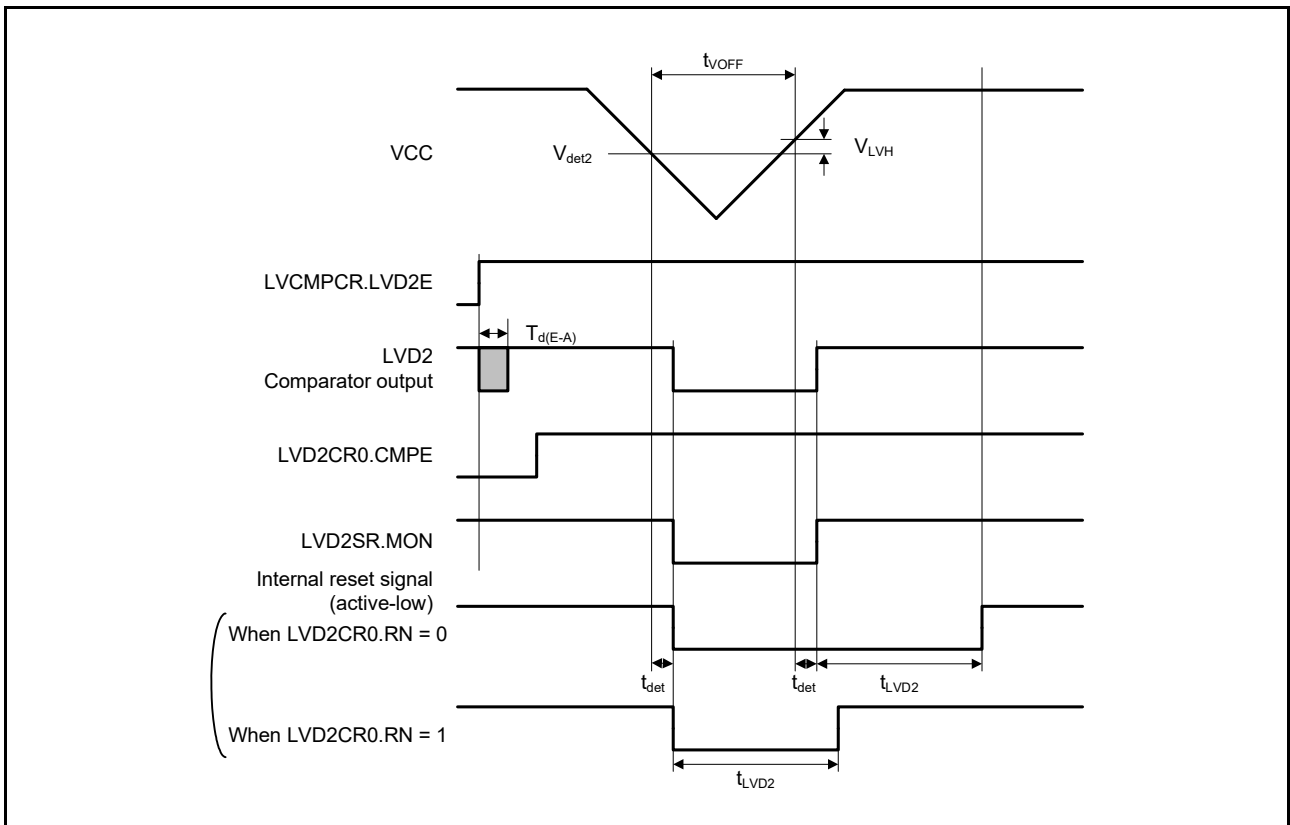 tVOFF
VCC
Vdet2
VLVH
LVCMPCR.LVD2E
Td(E-A)
LVD2
Comparator output
LVD2CR0.CMPE
LVD2SR.MON
Internal reset signal
(active-low)
When LVD2CR0.RN = 0
tdet
tdet
tLVD2
When LVD2CR0.RN = 1
tLVD2